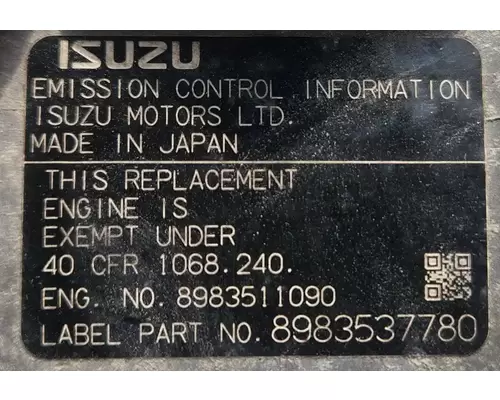 ISUZU
EMISSION CONTROL INFORMATION
ISUZU MOTORS LTD.
MADE IN JAPAN
THIS REPLACEMENT
ENGINE IS
EXEMPT UNDER
40 CFR 1068.240.
ENG. NO. 8983511090
LABEL PART NO. 8983537780